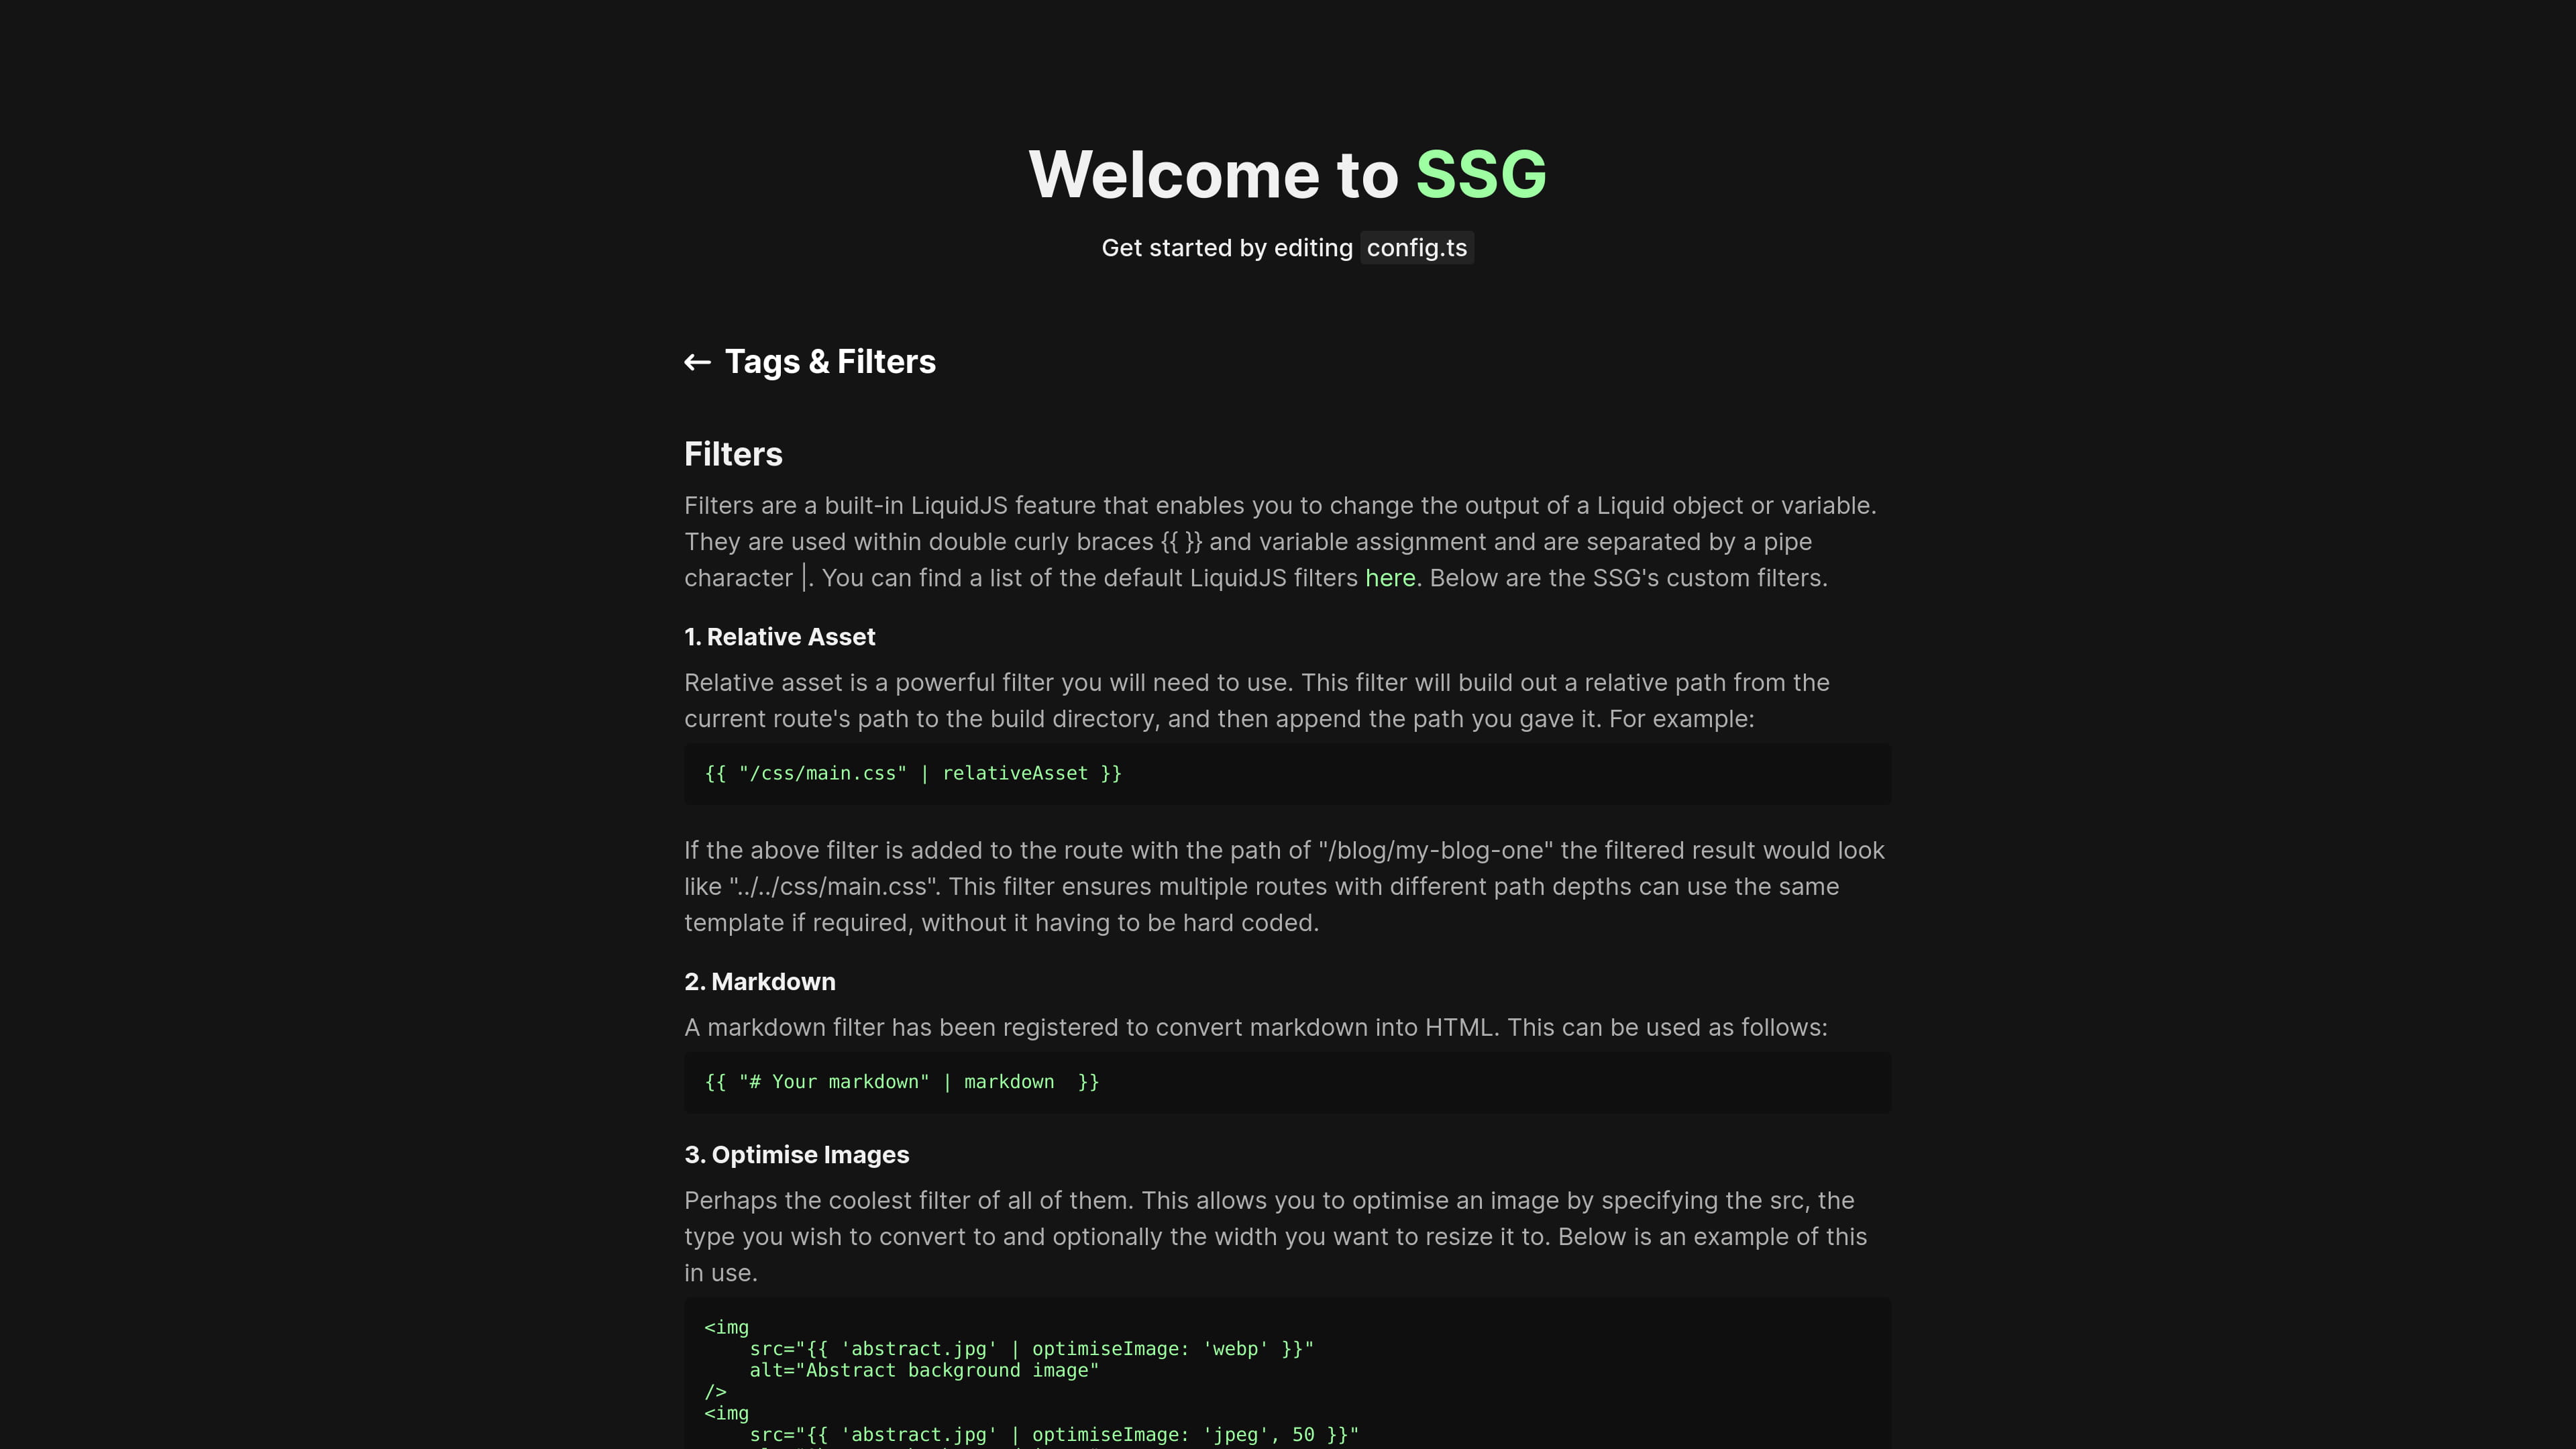 Welcome to SSG
Get started by editing config.ts
← Tags & Filters
Filters
Filters are a built-in LiquidJS feature that enables you to change the output of a Liquid object or variable.
They are used within double curly braces {{ }} and variable assignment and are separated by a pipe
character |. You can find a list of the default LiquidJS filters here. Below are the SSG's custom filters.
1. Relative Asset
Relative asset is a powerful filter you will need to use. This filter will build out a relative path from the
current route's path to the build directory, and then append the path you gave it. For example:
{{ "/css/main.css" | relativeAsset }}
If the above filter is added to the route with the path of "/blog/my-blog-one" the filtered result would look
like "../../css/main.css". This filter ensures multiple routes with different path depths can use the same
template if required, without it having to be hard coded.
2. Markdown
A markdown filter has been registered to convert markdown into HTML. This can be used as follows:
{{ "# Your markdown" | markdown  }}
3. Optimise Images
Perhaps the coolest filter of all of them. This allows you to optimise an image by specifying the src, the
type you wish to convert to and optionally the width you want to resize it to. Below is an example of this
in use.
<img
    src="{{ 'abstract.jpg' | optimiseImage: 'webp' }}"
    alt="Abstract background image"
/>
<img
    src="{{ 'abstract.jpg' | optimiseImage: 'jpeg', 50 }}"